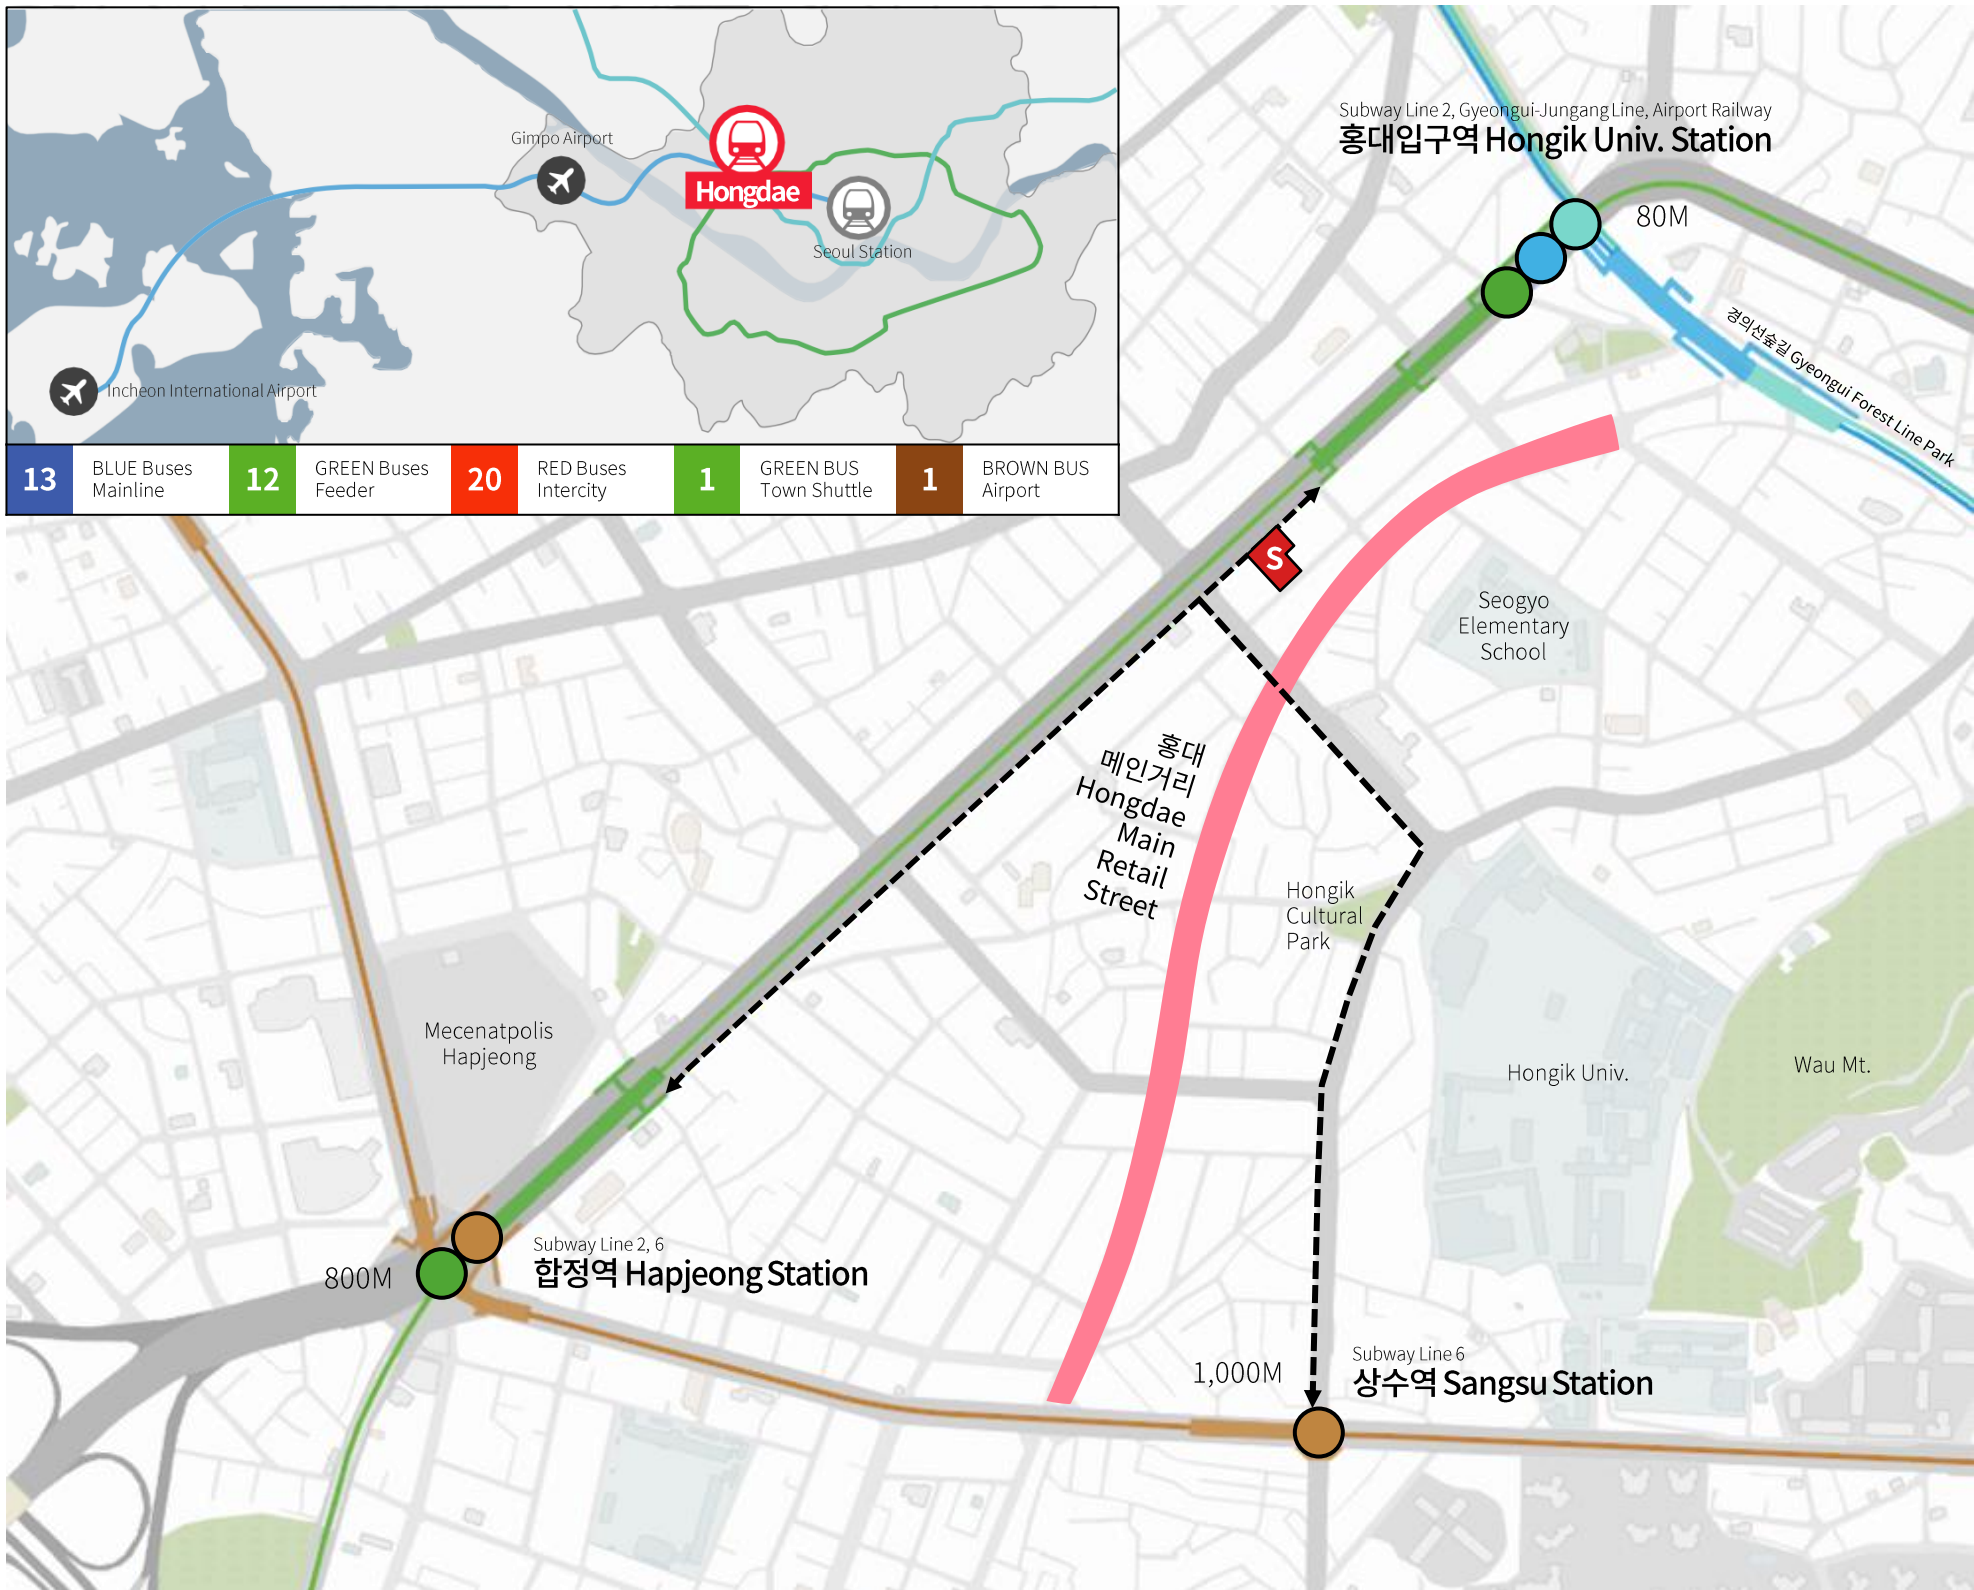 Gimpo Airport
Hongdae
Seoul Station
Incheon International Airport
13
BLUE Buses
Mainline
12
GREEN Buses
Feeder
20
RED Buses
Intercity
1
GREEN BUS
Town Shuttle
1
BROWN BUS
Airport
Subway Line 2, Gyeongui-Jungang Line, Airport Railway
홍대입구역 Hongik Univ. Station
80M
경의선숲길 Gyeongui Forest Line Park
S
Seogyo
Elementary
School
홍대
메인거리
Hongdae
Main
Retail
Street
Hongik
Cultural
Park
Mecenatpolis
Hapjeong
Hongik Univ.
Wau Mt.
Subway Line 2, 6
합정역 Hapjeong Station
800M
1,000M
Subway Line 6
상수역 Sangsu Station